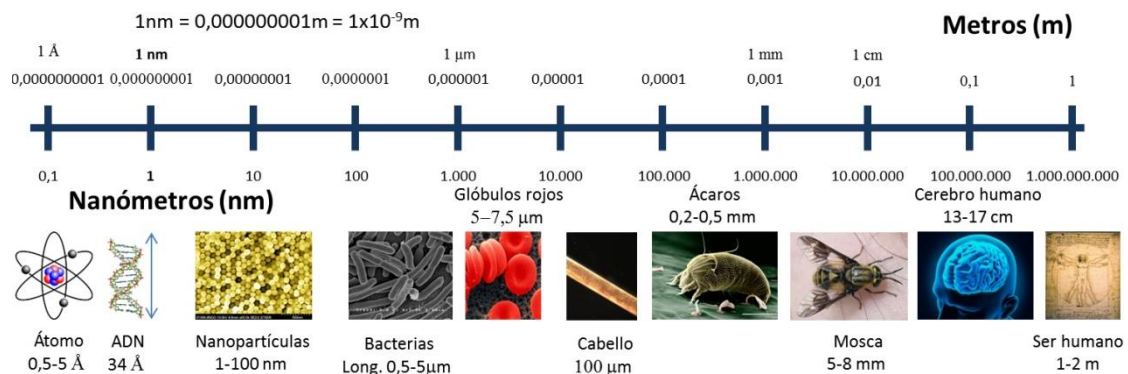 1nm = 0,000000001m = 1x10⁻⁹m
Metros (m)
1 Å 1 nm 1 µm 1 mm 1 cm
0,0000000001 0,000000001 0,00000001 0,0000001 0,000001 0,00001 0,0001 0,001 0,01 0,1 1
0,1 1 10 100 1.000 10.000 100.000 1.000.000 10.000.000 100.000.000 1.000.000.000
Nanómetros (nm)
Glóbulos rojos
5–7,5 µm
Ácaros
0,2-0,5 mm
Cerebro humano
13-17 cm
Átomo
0,5-5 Å
ADN
34 Å
Nanopartículas
1-100 nm
Bacterias
Long. 0,5-5µm
Cabello
100 µm
Mosca
5-8 mm
Ser humano
1-2 m